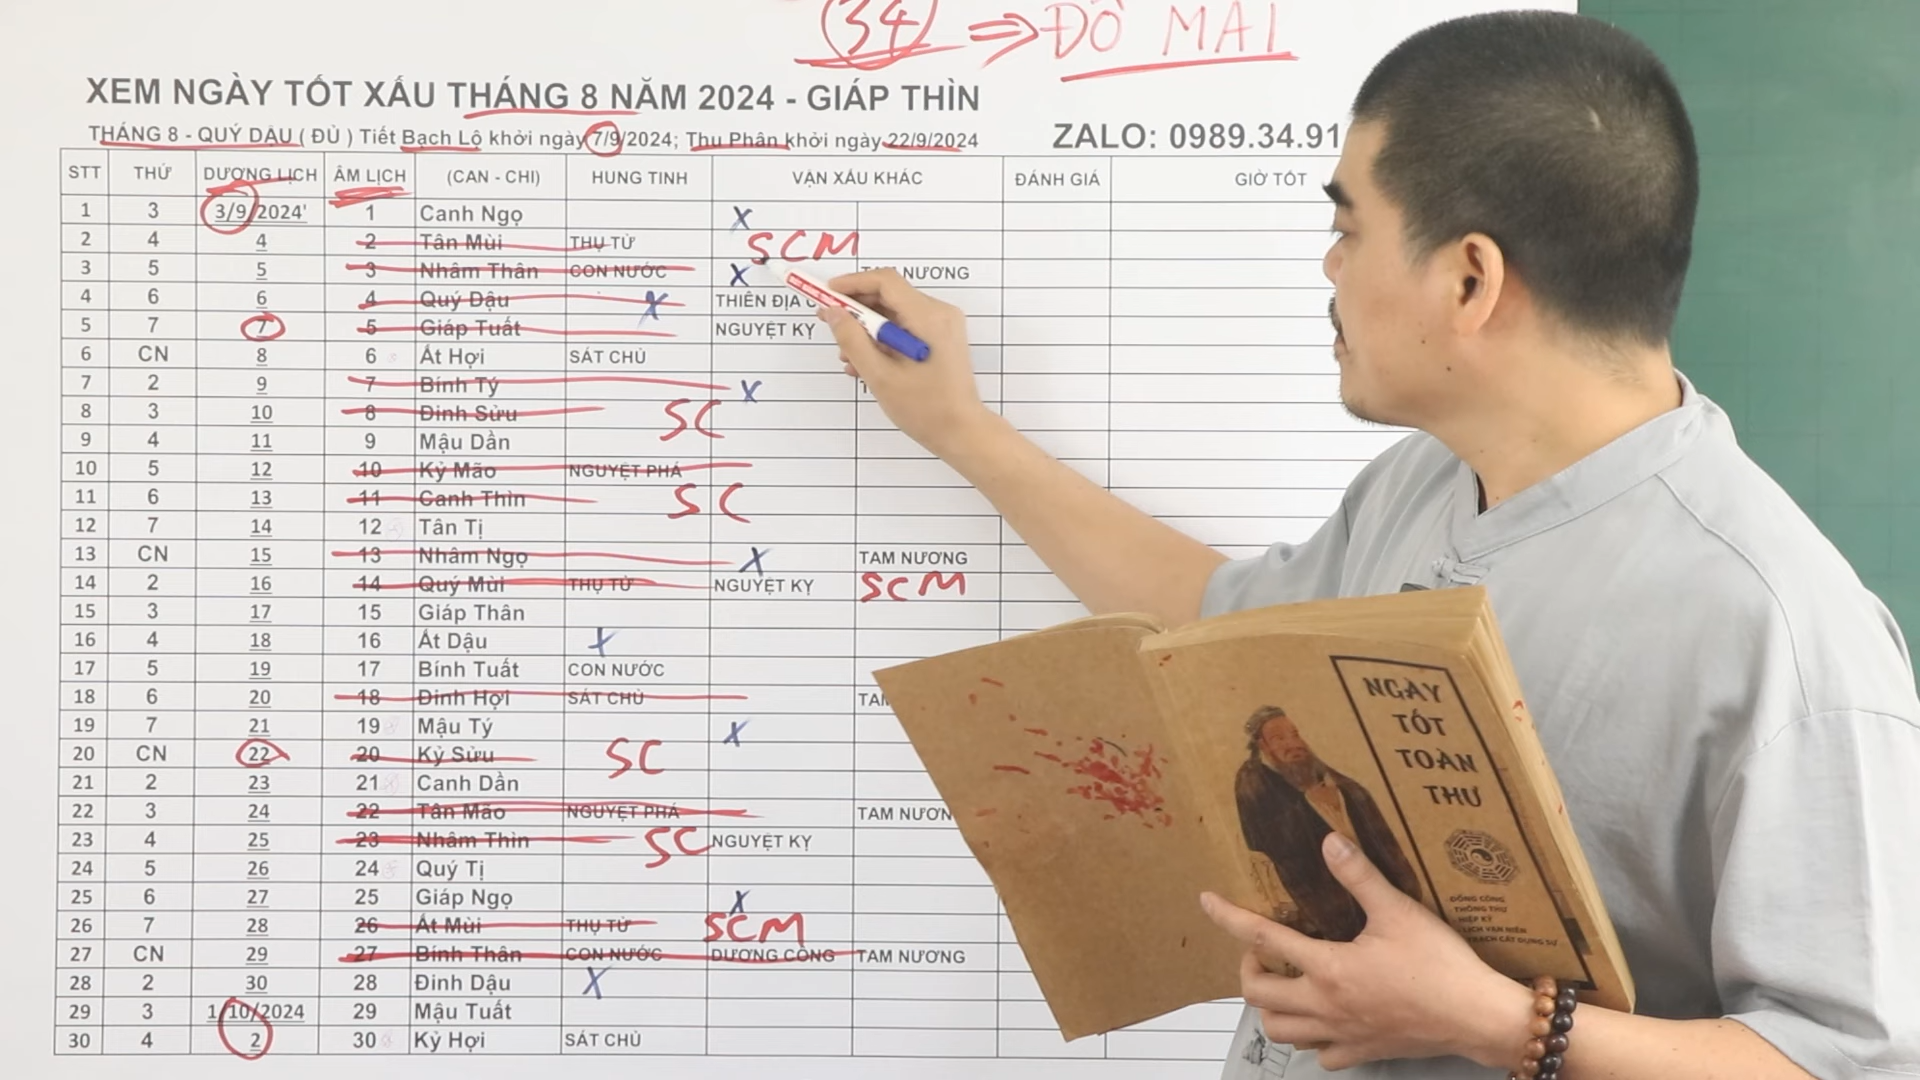 34 ⇒ ĐỖ MAI
XEM NGÀY TỐT XẤU THÁNG 8 NĂM 2024 - GIÁP THÌN
THÁNG 8 - QUÝ DẬU ( ĐỦ ) Tiết Bạch Lộ khởi ngày 7/9/2024; Thu Phân khởi ngày 22/9/2024
ZALO: 0989.34.91
STT THỨ DƯƠNG LỊCH ÂM LỊCH (CAN - CHI) HUNG TINH VẬN XẤU KHÁC ĐÁNH GIÁ GIỜ TỐT
1 3 3/9/2024' 1 Canh Ngọ X
2 4 4 2 Tân Mùi THỤ TỬ SCM
3 5 5 3 Nhâm Thân CON NƯỚC X NƯƠNG
4 6 6 4 Quý Dậu X THIÊN ĐỊA
5 7 7 5 Giáp Tuất NGUYỆT KỴ
6 CN 8 6 Ất Hợi SÁT CHỦ
7 2 9 7 Bính Tý X
8 3 10 8 Đinh Sửu SC
9 4 11 9 Mậu Dần
10 5 12 10 Kỷ Mão NGUYỆT PHÁ
11 6 13 11 Canh Thìn SC
12 7 14 12 Tân Tị
13 CN 15 13 Nhâm Ngọ X TAM NƯƠNG
14 2 16 14 Quý Mùi THỤ TỬ NGUYỆT KỴ SCM
15 3 17 15 Giáp Thân
16 4 18 16 Ất Dậu X
17 5 19 17 Bính Tuất CON NƯỚC
18 6 20 18 Đinh Hợi SÁT CHỦ
19 7 21 19 Mậu Tý X
20 CN 22 20 Kỷ Sửu SC
21 2 23 21 Canh Dần
22 3 24 22 Tân Mão NGUYỆT PHÁ TAM NƯƠN
23 4 25 23 Nhâm Thìn SC NGUYỆT KỴ
24 5 26 24 Quý Tị
25 6 27 25 Giáp Ngọ X
26 7 28 26 Ất Mùi THỤ TỬ SCM
27 CN 29 27 Bính Thân CON NƯỚC DƯƠNG CÔNG TAM NƯƠNG
28 2 30 28 Đinh Dậu X
29 3 1/10/2024 29 Mậu Tuất
30 4 2 30 Kỷ Hợi SÁT CHỦ
NGÀY
TỐT
TOÀN
THƯ
ĐỔNG CÔNG
THÔNG THƯ
HIỆP KỶ
LỊCH VẠN NIÊN
TRẠCH CÁT DỤNG SỰ